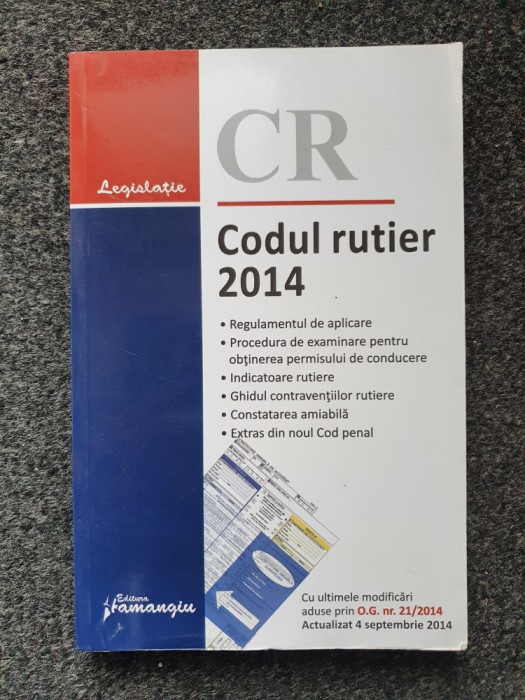 CR
Legislație
Codul rutier
2014
• Regulamentul de aplicare
• Procedura de examinare pentru
obținerea permisului de conducere
• Indicatoare rutiere
• Ghidul contravențiilor rutiere
• Constatarea amiabilă
• Extras din noul Cod penal
Editura
Hamangiu
Cu ultimele modificări
aduse prin O.G. nr. 21/2014
Actualizat 4 septembrie 2014